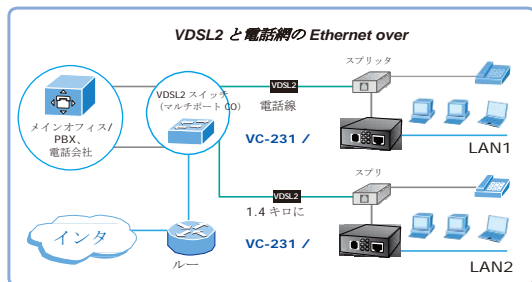 VDSL2 と電話網の Ethernet over
メインオフィス/
PBX、
電話会社
VDSL2 スイッチ
(マルチポート CO)
VDSL2
電話線
VC-231 /
スプリッタ
LAN1
VDSL2
1.4 キロに
VC-231 /
スプリ
LAN2
インタ
ルー